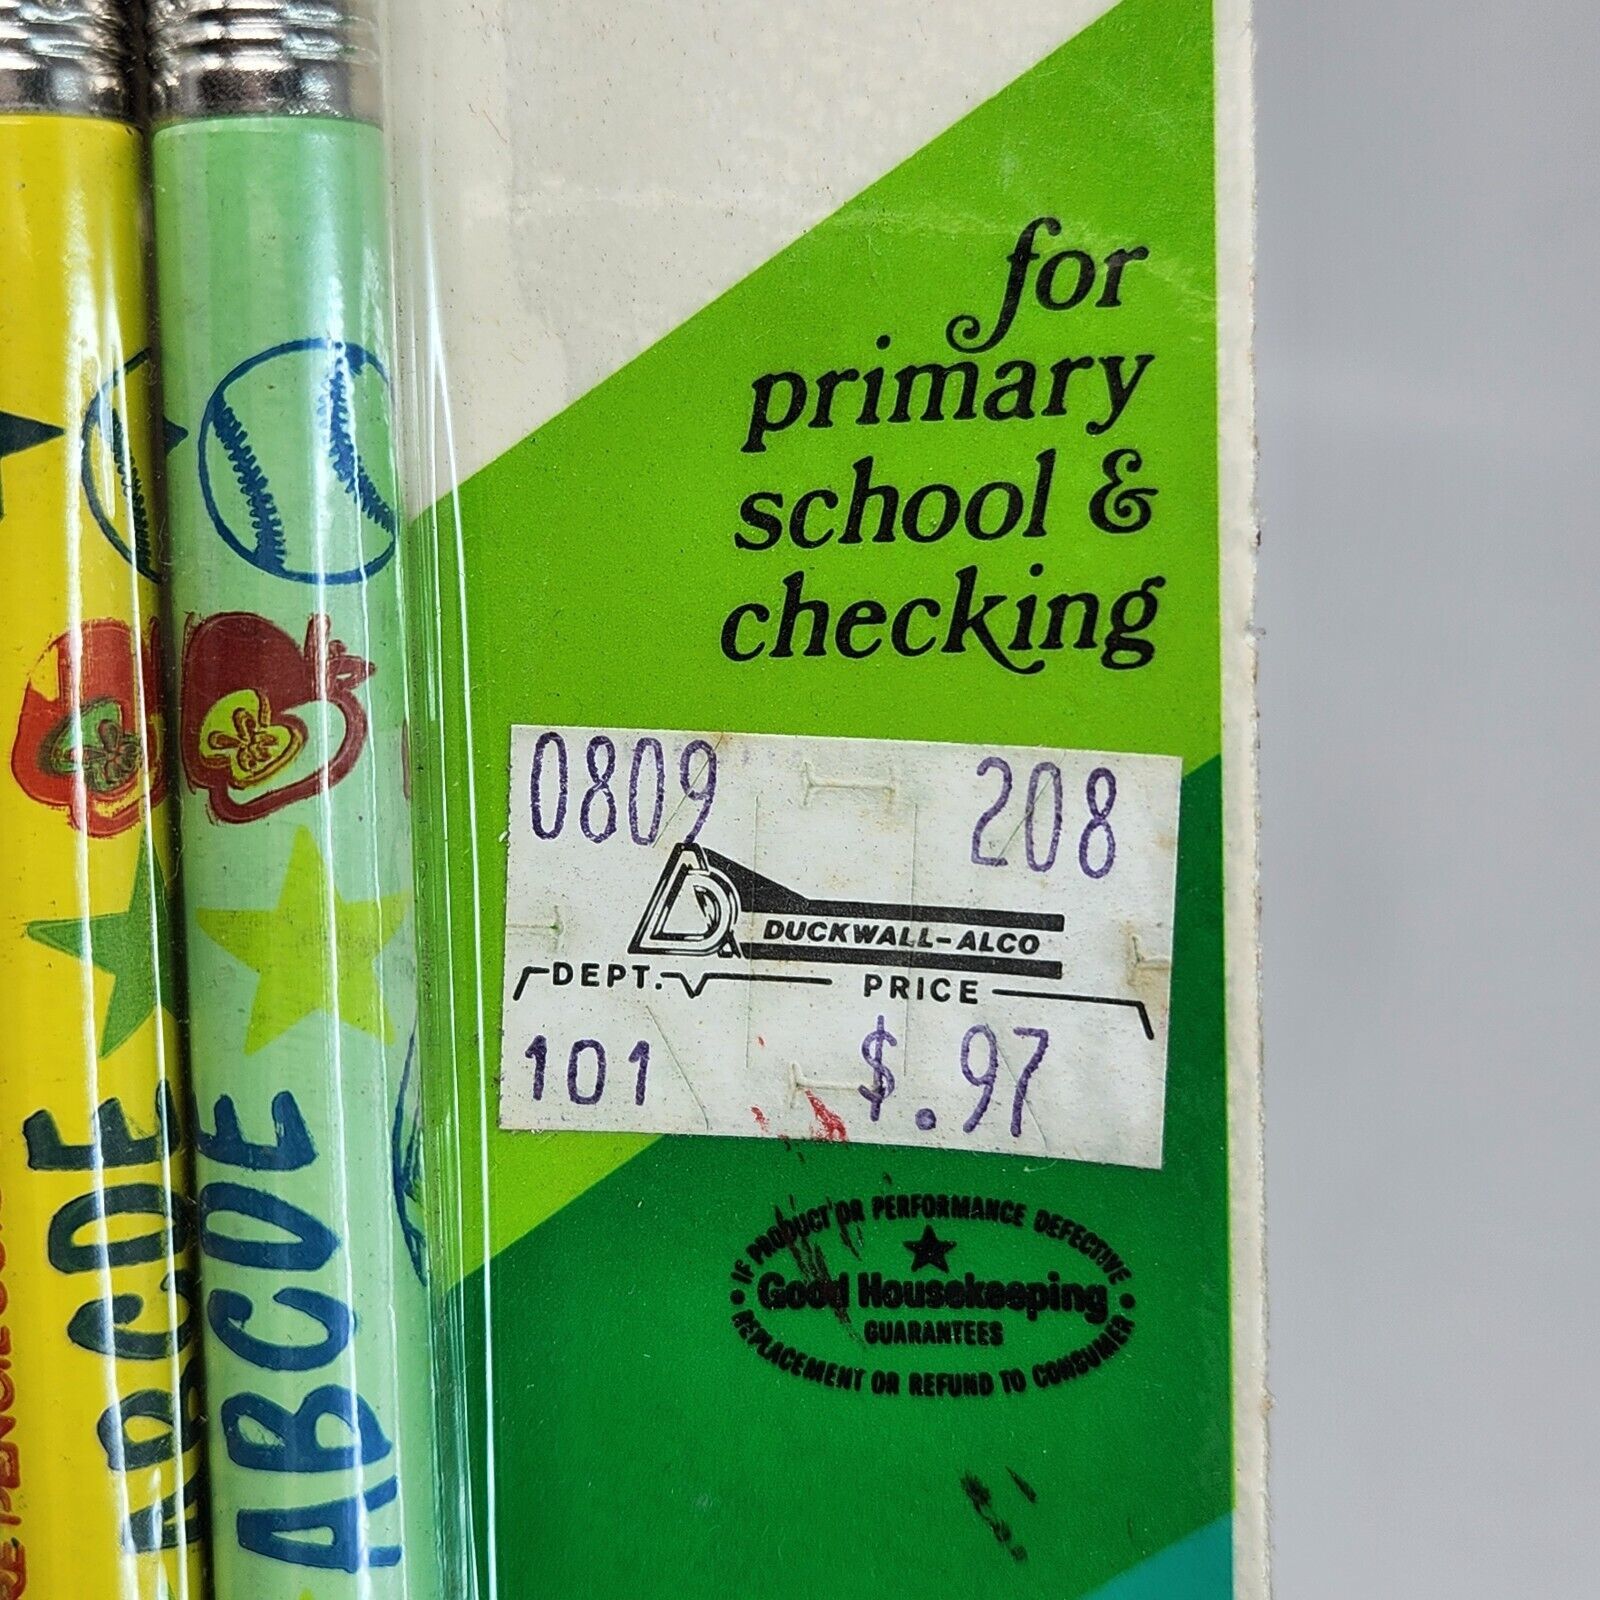 for
primary
school &
checking
0809 208
D DUCKWALL-ALCO
DEPT. PRICE
101 $.97
IF PRODUCT OR PERFORMANCE DEFECTIVE
Good Housekeeping
GUARANTEES
REPLACEMENT OR REFUND TO CONSUMER
ABCDE
ABCDE